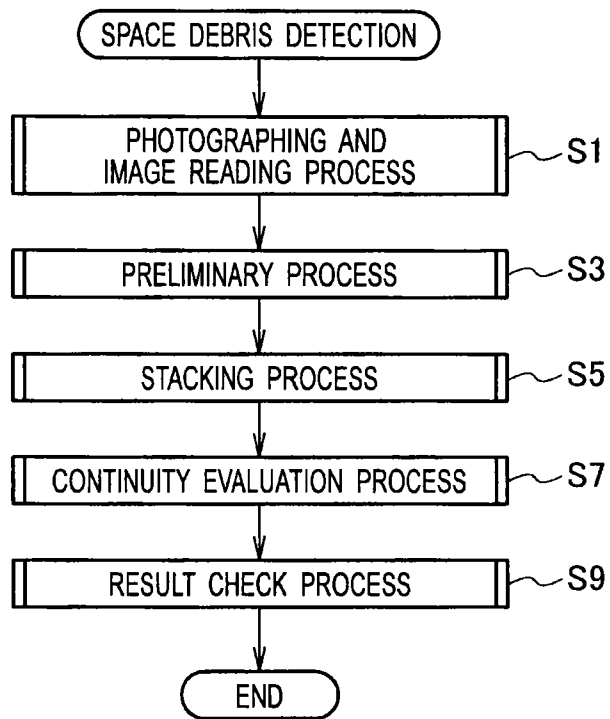 SPACE DEBRIS DETECTION
PHOTOGRAPHING AND
IMAGE READING PROCESS
S1
PRELIMINARY PROCESS
S3
STACKING PROCESS
S5
CONTINUITY EVALUATION PROCESS
S7
RESULT CHECK PROCESS
S9
END